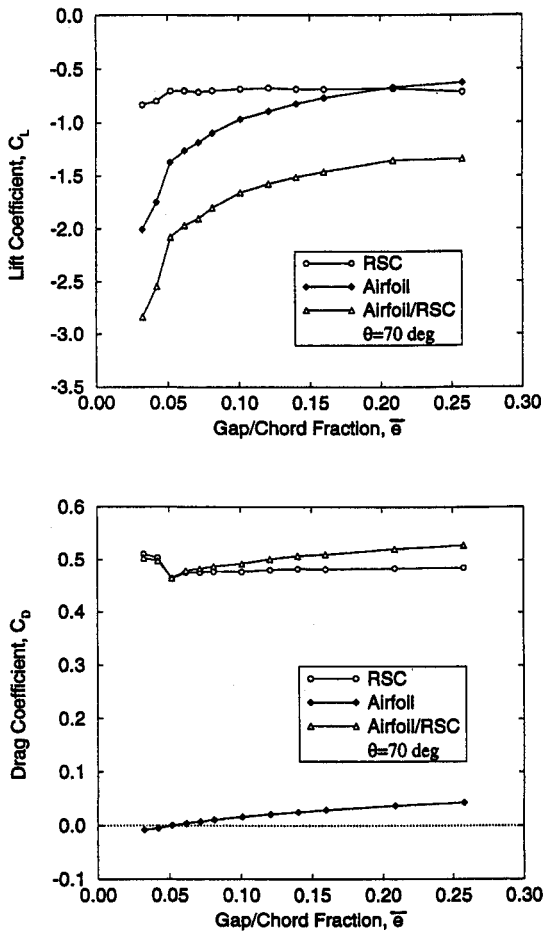 0.0
-0.5
-1.0
-1.5
-2.0
-2.5
-3.0
-3.5
Lift Coefficient, C_L
RSC
Airfoil
Airfoil/RSC
θ=70 deg
0.00 0.05 0.10 0.15 0.20 0.25 0.30
Gap/Chord Fraction, e̅
0.6
0.5
0.4
0.3
0.2
0.1
0.0
-0.1
Drag Coefficient, C_D
RSC
Airfoil
Airfoil/RSC
θ=70 deg
0.00 0.05 0.10 0.15 0.20 0.25 0.30
Gap/Chord Fraction, e̅